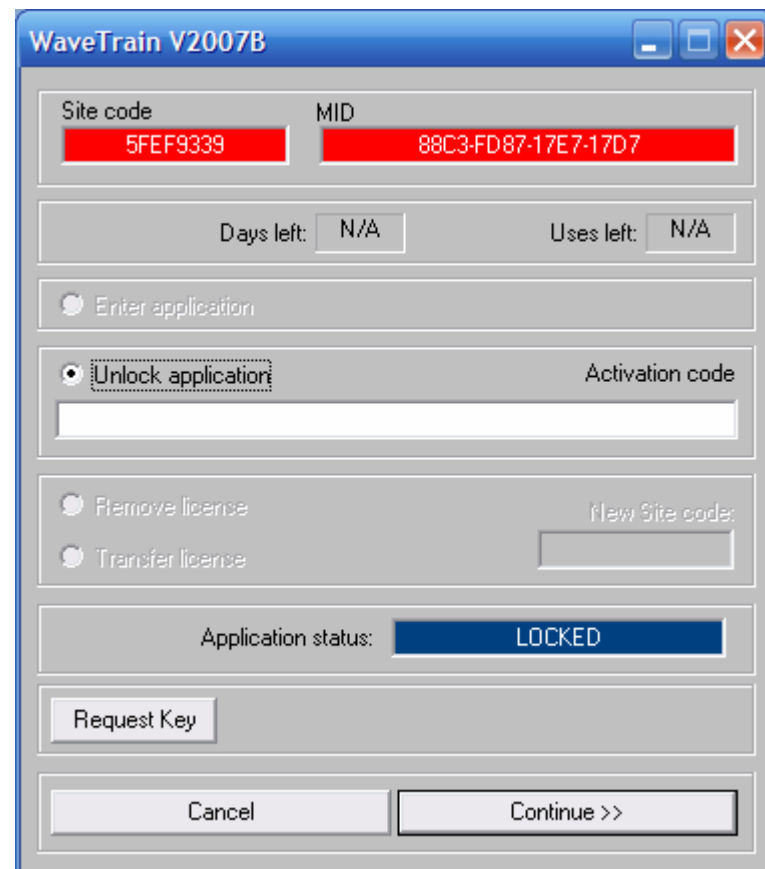 WaveTrain V2007B
Site code MID
5FEF9339 88C3-FD87-17E7-17D7
Days left: N/A Uses left: N/A
Enter application
Unlock application Activation code
Remove license New Site code:
Transfer license
Application status: LOCKED
Request Key
Cancel Continue >>